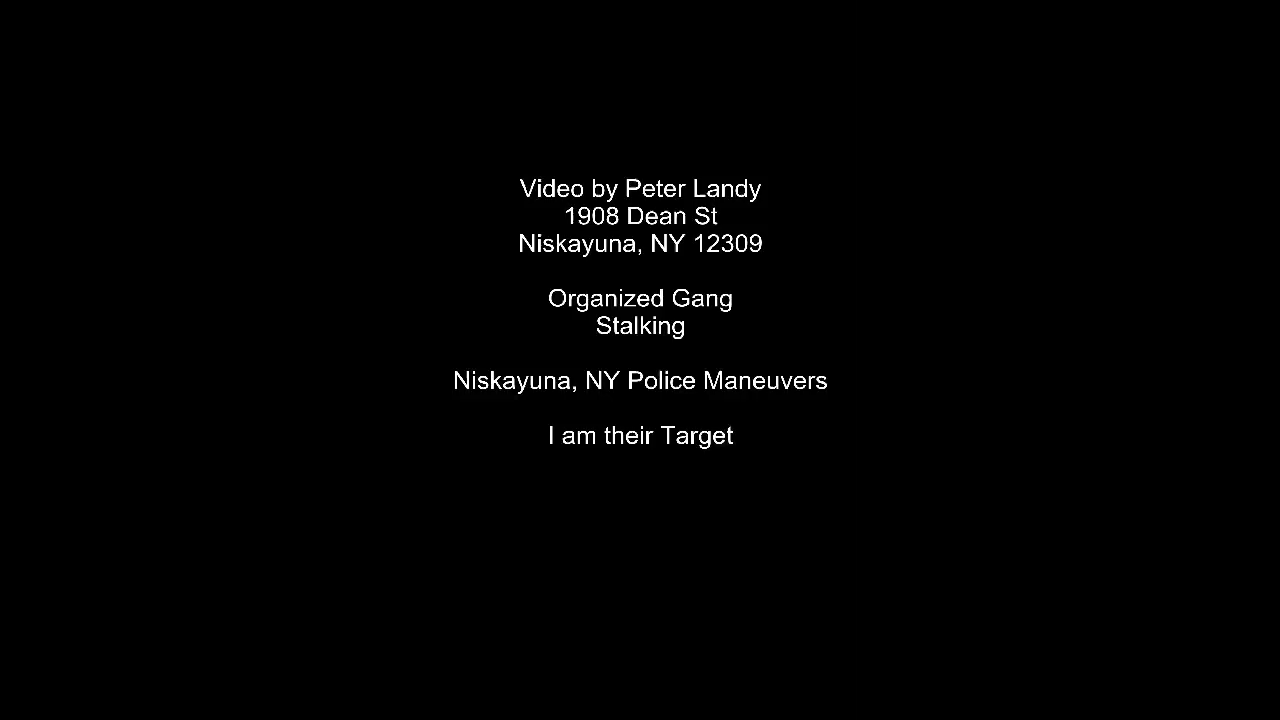 Video by Peter Landy
1908 Dean St
Niskayuna, NY 12309
Organized Gang
Stalking
Niskayuna, NY Police Maneuvers
I am their Target